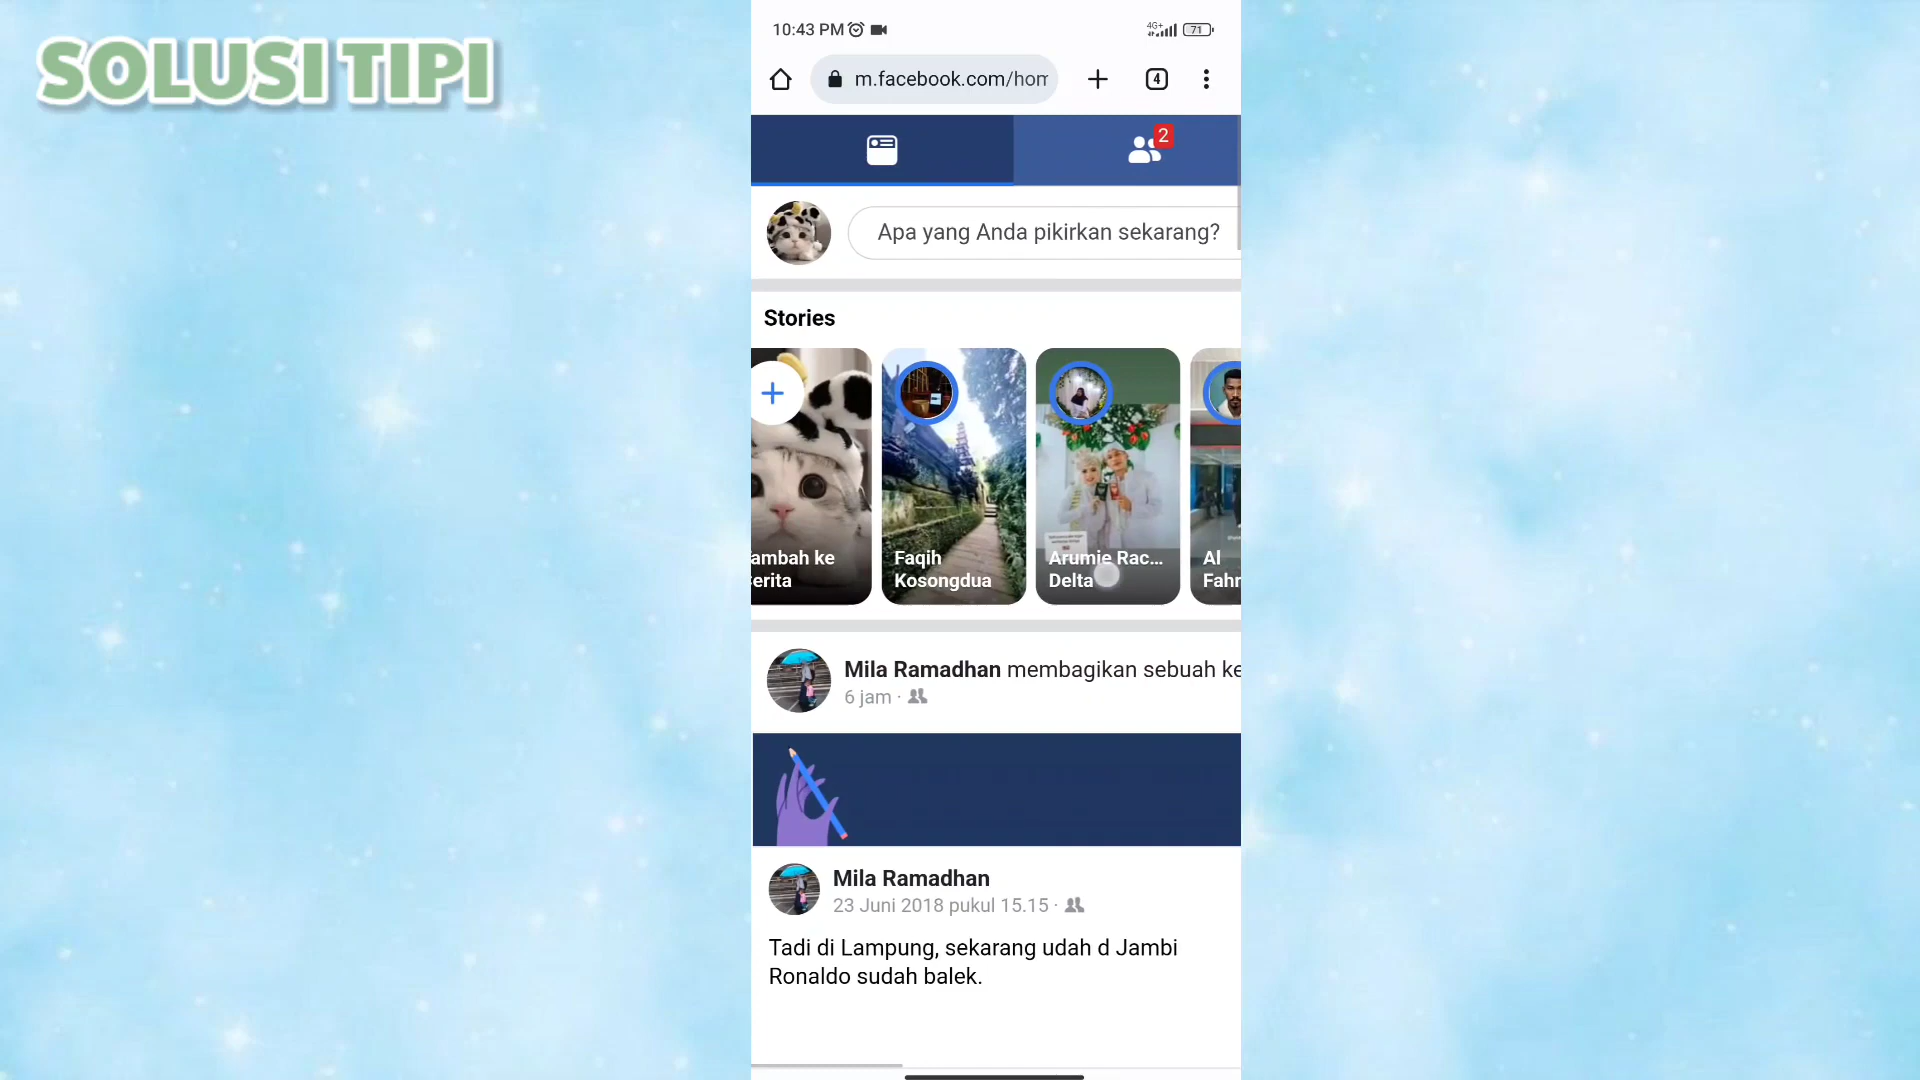 SOLUSI TIPI
10:43 PM
4G+
71
m.facebook.com/hom
4
2
Apa yang Anda pikirkan sekarang?
Stories
ambah ke
erita
Faqih
Kosongdua
Arumie Rac...
Delta
Al
Fahr
Mila Ramadhan membagikan sebuah ke
6 jam ·
Mila Ramadhan
23 Juni 2018 pukul 15.15 ·
Tadi di Lampung, sekarang udah d Jambi
Ronaldo sudah balek.